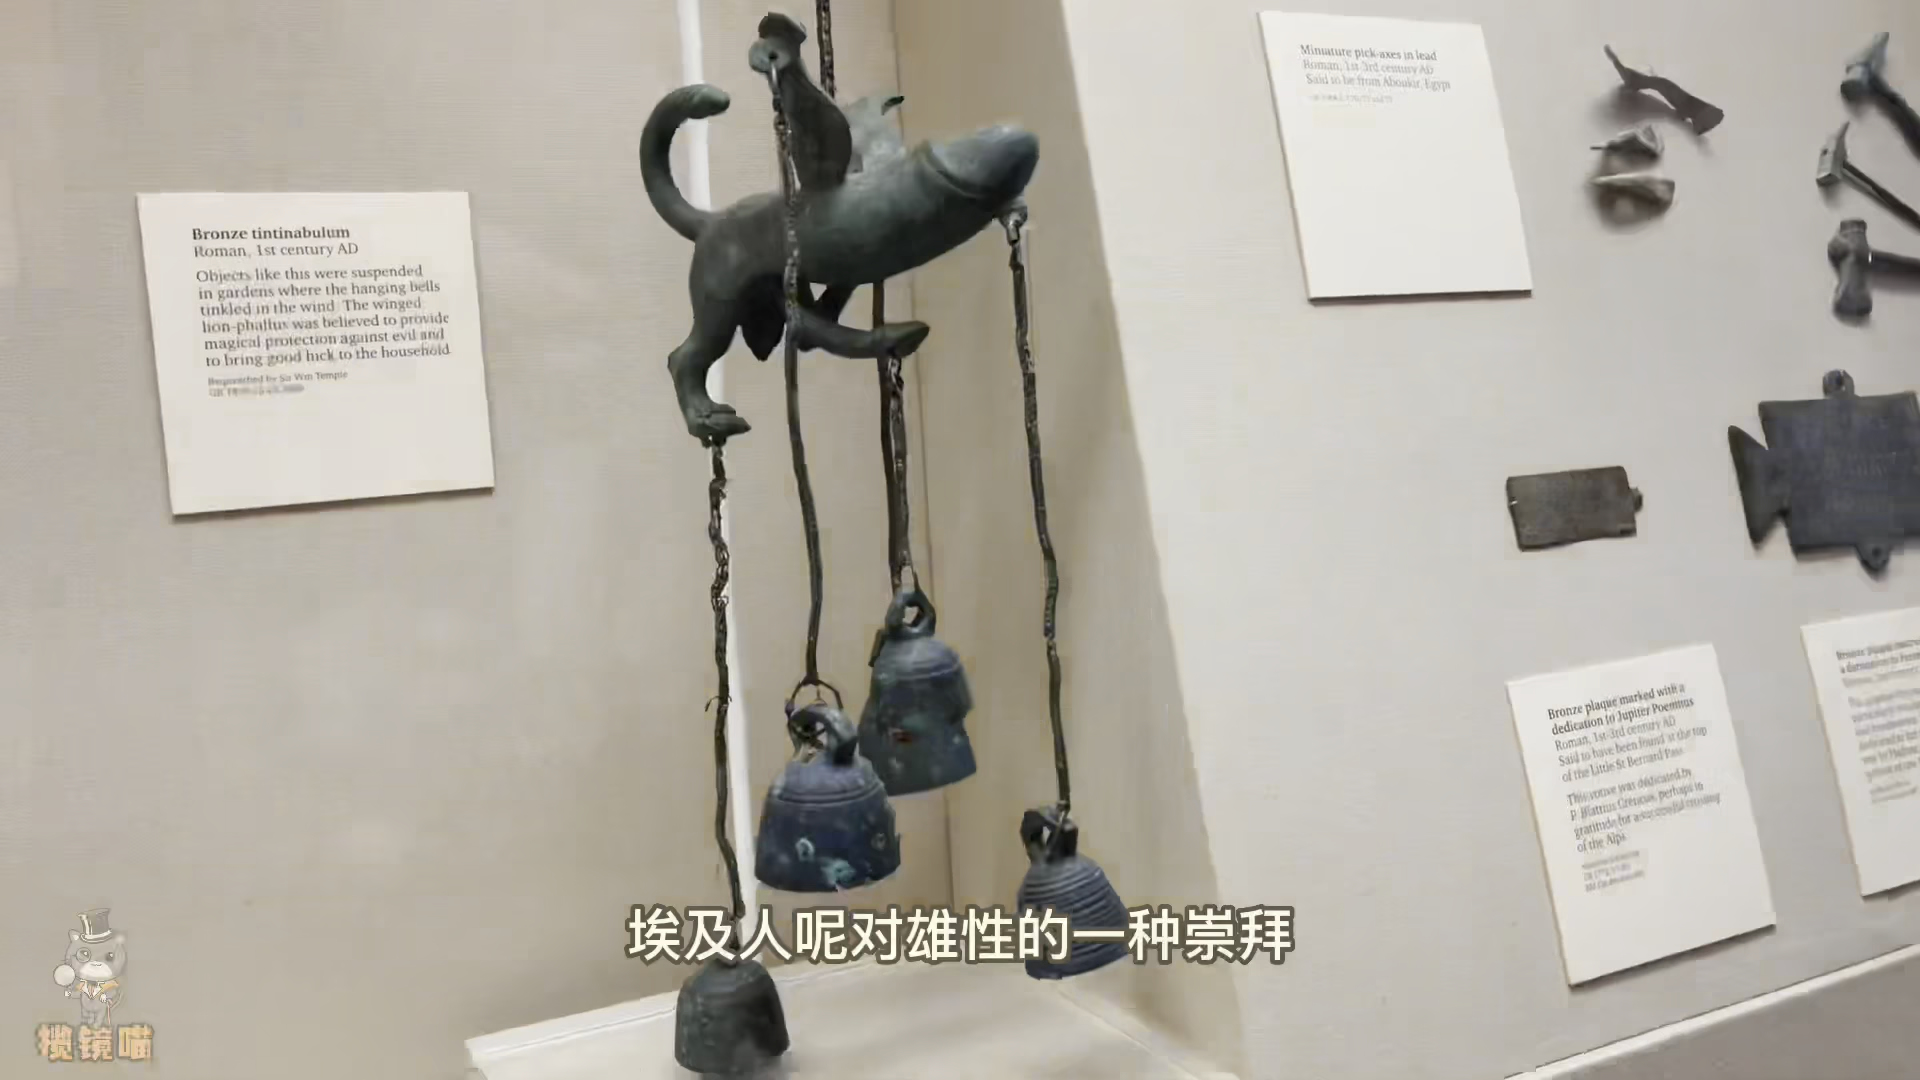 Bronze tintinabulum
Roman, 1st century AD
Objects like this were suspended
in gardens where the hanging bells
tinkled in the wind. The winged
lion-phallus was believed to provide
magical protection against evil and
to bring good luck to the household
Bequeathed by Sir Wm Temple
Miniature pick-axes in lead
Roman, 1st-3rd century AD
Said to be from Aboukir, Egypt
Bronze plaque marked with a
dedication to Jupiter Poeninus
Roman, 1st-3rd century AD
Said to have been found at the top
of the Little St Bernard Pass
This votive was dedicated by
perhaps in
gratitude for a successful crossing
of the Alps
埃及人呢对雄性的一种崇拜
揽镜喵